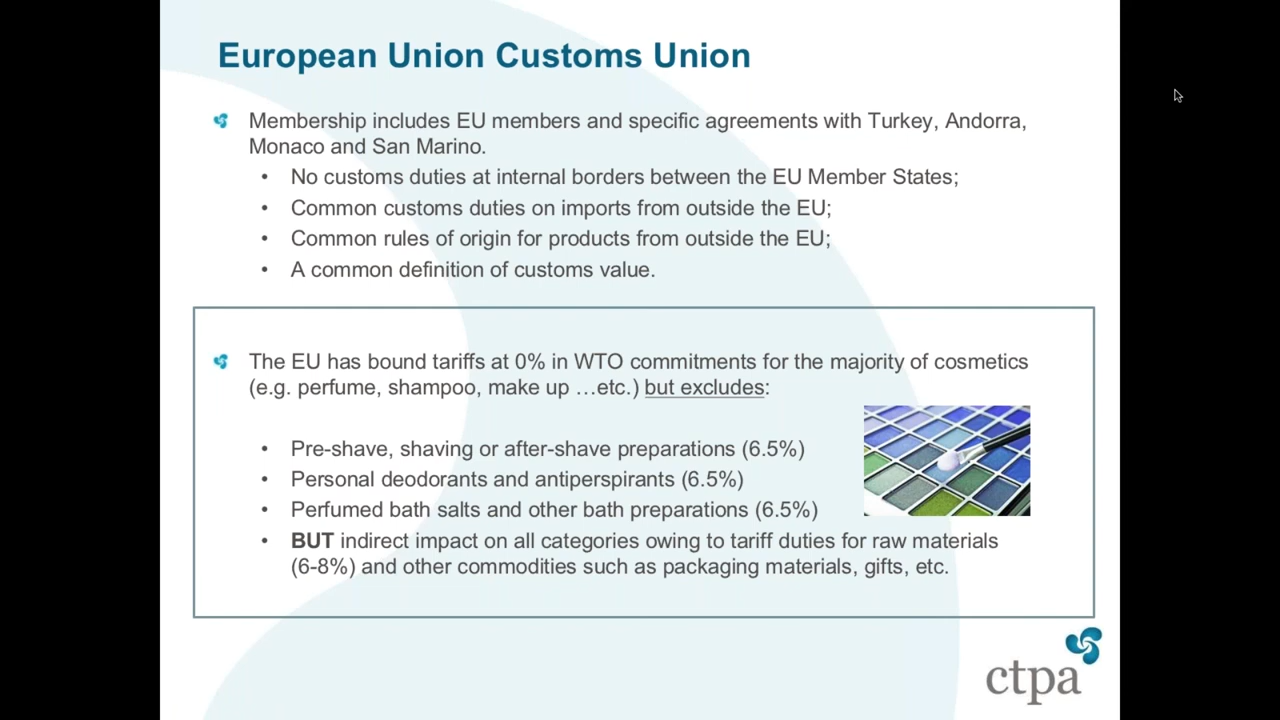 European Union Customs Union
Membership includes EU members and specific agreements with Turkey, Andorra,
Monaco and San Marino.
• No customs duties at internal borders between the EU Member States;
• Common customs duties on imports from outside the EU;
• Common rules of origin for products from outside the EU;
• A common definition of customs value.
The EU has bound tariffs at 0% in WTO commitments for the majority of cosmetics
(e.g. perfume, shampoo, make up …etc.) but excludes:
• Pre-shave, shaving or after-shave preparations (6.5%)
• Personal deodorants and antiperspirants (6.5%)
• Perfumed bath salts and other bath preparations (6.5%)
• BUT indirect impact on all categories owing to tariff duties for raw materials
(6-8%) and other commodities such as packaging materials, gifts, etc.
ctpa